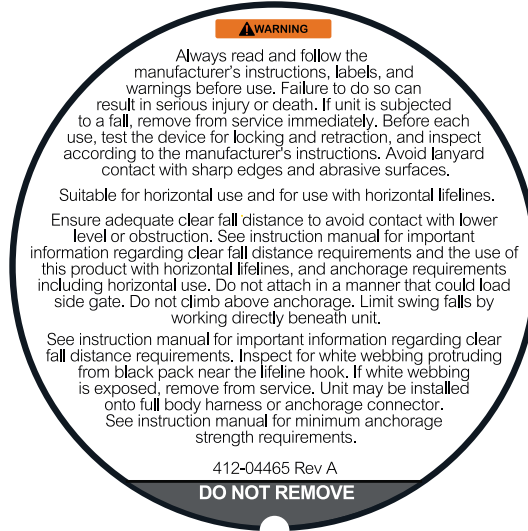 WARNING
Always read and follow the
manufacturer's instructions, labels, and
warnings before use. Failure to do so can
result in serious injury or death. If unit is subjected
to a fall, remove from service immediately. Before each
use, test the device for locking and retraction, and inspect
according to the manufacturer's instructions. Avoid lanyard
contact with sharp edges and abrasive surfaces.
Suitable for horizontal use and for use with horizontal lifelines.
Ensure adequate clear fall distance to avoid contact with lower
level or obstruction. See instruction manual for important
information regarding clear fall distance requirements and the use of
this product with horizontal lifelines, and anchorage requirements
including horizontal use. Do not attach in a manner that could load
side gate. Do not climb above anchorage. Limit swing falls by
working directly beneath unit.
See instruction manual for important information regarding clear
fall distance requirements. Inspect for white webbing protruding
from black pack near the lifeline hook. If white webbing
is exposed, remove from service. Unit may be installed
onto full body harness or anchorage connector.
See instruction manual for minimum anchorage
strength requirements.
412-04465 Rev A
DO NOT REMOVE